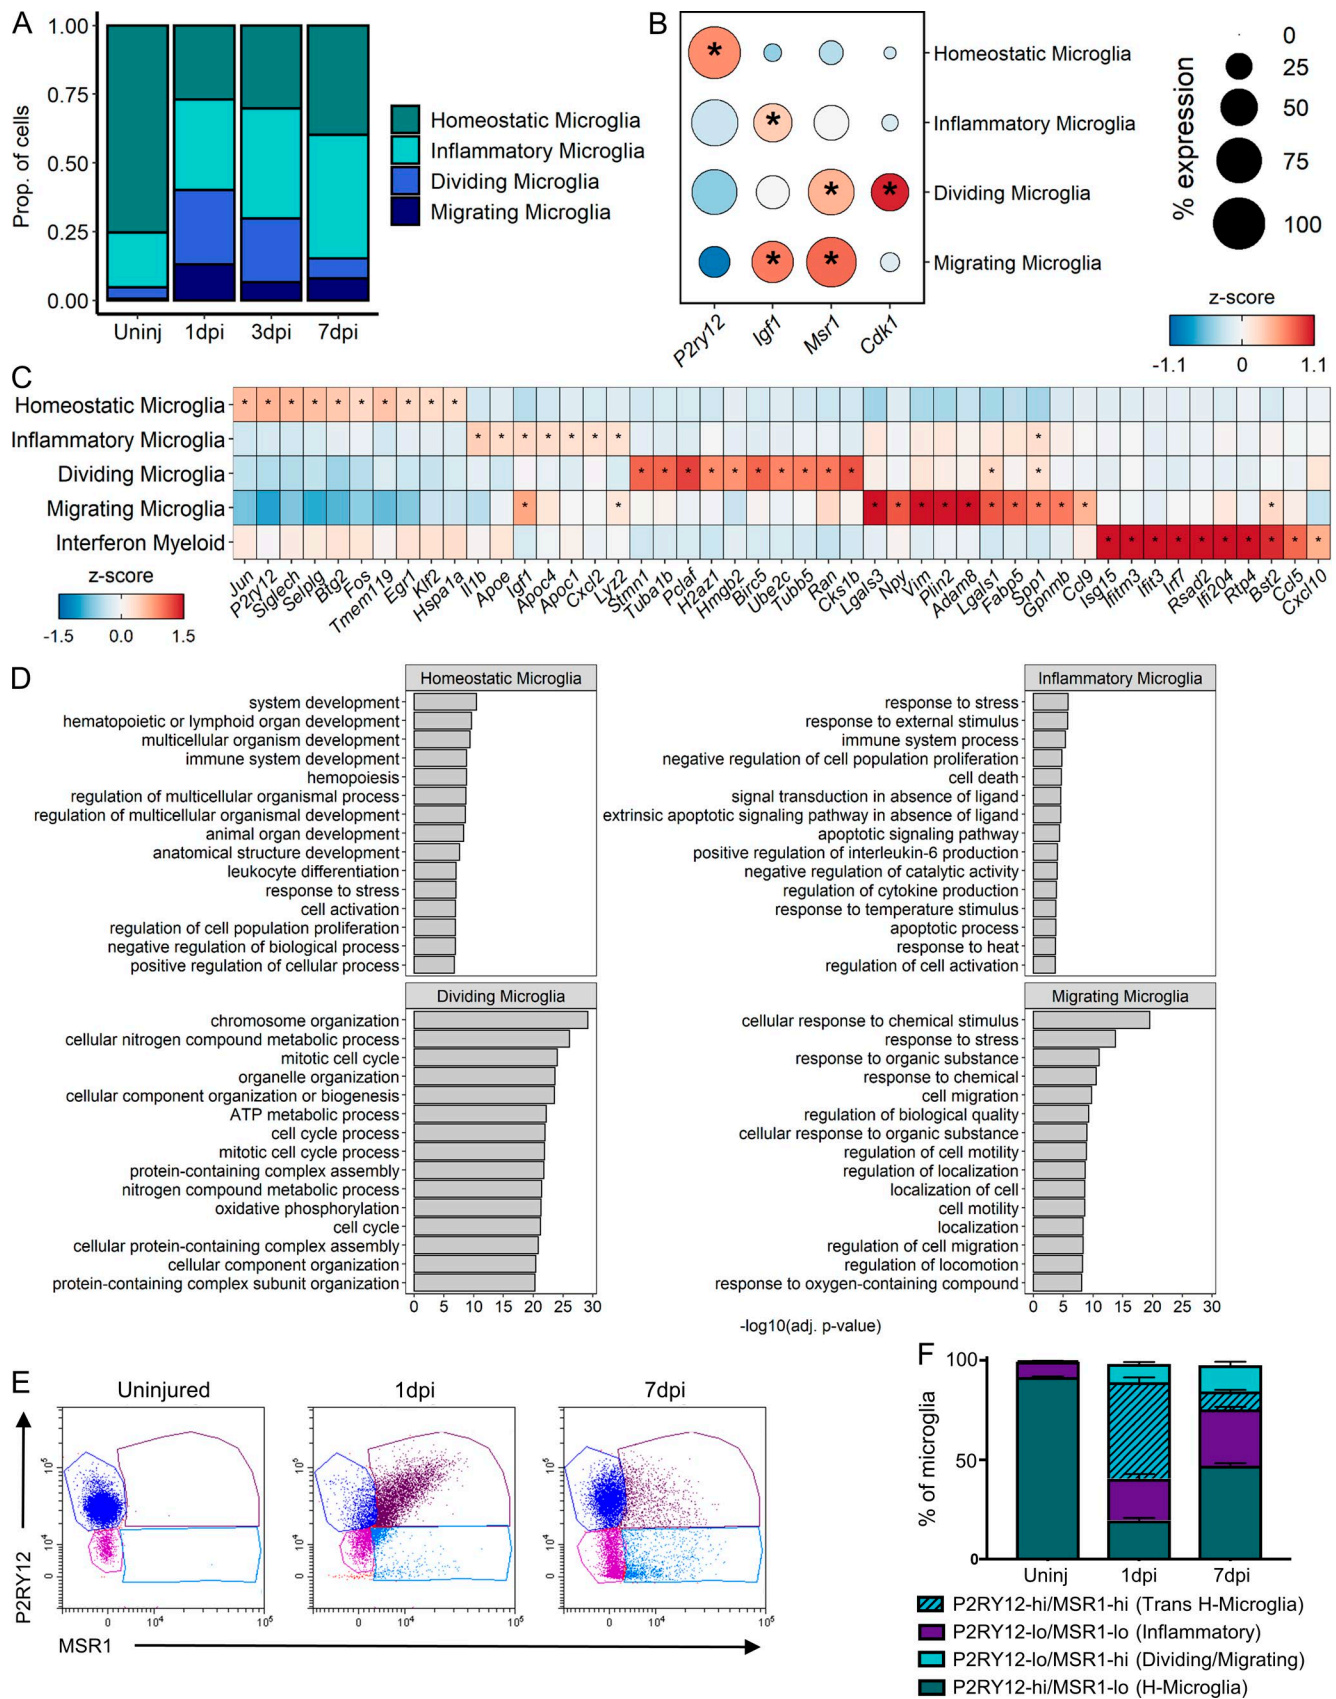 A
1.00
0.75
0.50
0.25
0.00
Prop. of cells
Uninj 1dpi 3dpi 7dpi
Homeostatic Microglia
Inflammatory Microglia
Dividing Microglia
Migrating Microglia
B
*
* 
* *
* *
Homeostatic Microglia
Inflammatory Microglia
Dividing Microglia
Migrating Microglia
P2ry12 Igf1 Msr1 Cdk1
% expression
0
25
50
75
100
z-score
-1.1 0 1.1
C
Homeostatic Microglia * * * * * * * * * *
Inflammatory Microglia * * * * * * * *
Dividing Microglia * * * * * * * * * * * *
Migrating Microglia * * * * * * * * * * * * *
Interferon Myeloid * * * * * * * * * *
Jun P2ry12 Siglech Selplg Btg2 Fos Tmem119 Egr1 Klf2 Hspa1a Il1b Apoe Igf1 Apoc4 Apoc1 Cxcl2 Lyz2 Stmn1 Tuba1b Pclaf H2az1 Hmgb2 Birc5 Ube2c Tubb5 Ran Cks1b Lgals3 Npy Vim Plin2 Adam8 Lgals1 Fabp5 Spp1 Gpnmb Ccl9 Isg15 Ifitm3 Ifit3 Irf7 Rsad2 Ifi204 Rtp4 Bst2 Ccl5 Cxcl10
z-score
-1.5 0.0 1.5
D
Homeostatic Microglia
system development
hematopoietic or lymphoid organ development
multicellular organism development
immune system development
hemopoiesis
regulation of multicellular organismal process
regulation of multicellular organismal development
animal organ development
anatomical structure development
leukocyte differentiation
response to stress
cell activation
regulation of cell population proliferation
negative regulation of biological process
positive regulation of cellular process
Inflammatory Microglia
response to stress
response to external stimulus
immune system process
negative regulation of cell population proliferation
cell death
signal transduction in absence of ligand
extrinsic apoptotic signaling pathway in absence of ligand
apoptotic signaling pathway
positive regulation of interleukin-6 production
negative regulation of catalytic activity
regulation of cytokine production
response to temperature stimulus
apoptotic process
response to heat
regulation of cell activation
Dividing Microglia
chromosome organization
cellular nitrogen compound metabolic process
mitotic cell cycle
organelle organization
cellular component organization or biogenesis
ATP metabolic process
cell cycle process
mitotic cell cycle process
protein-containing complex assembly
nitrogen compound metabolic process
oxidative phosphorylation
cell cycle
cellular protein-containing complex assembly
cellular component organization
protein-containing complex subunit organization
0 5 10 15 20 25 30
Migrating Microglia
cellular response to chemical stimulus
response to stress
response to organic substance
response to chemical
cell migration
regulation of biological quality
cellular response to organic substance
regulation of cell motility
regulation of localization
localization of cell
cell motility
localization
regulation of cell migration
regulation of locomotion
response to oxygen-containing compound
0 5 10 15 20 25 30
-log10(adj. p-value)
E
Uninjured 1dpi 7dpi
10⁵ 10⁵ 10⁵
10⁴ 10⁴ 10⁴
0 0 0
0 10⁴ 10⁵ 0 10⁴ 10⁵ 0 10⁴ 10⁵
P2RY12
MSR1
F
100
50
0
% of microglia
Uninj 1dpi 7dpi
P2RY12-hi/MSR1-hi (Trans H-Microglia)
P2RY12-lo/MSR1-lo (Inflammatory)
P2RY12-lo/MSR1-hi (Dividing/Migrating)
P2RY12-hi/MSR1-lo (H-Microglia)